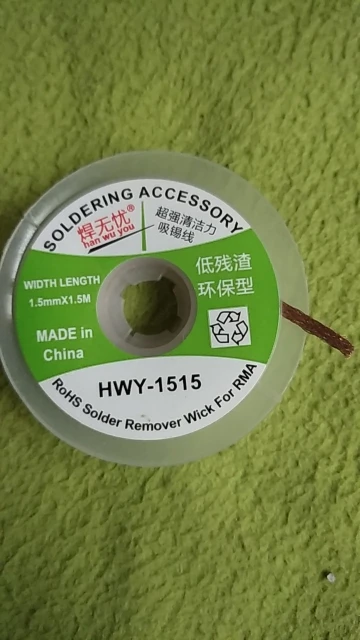 SOLDERING ACCESSORY
焊无忧®
han wu you
超强清洁力
吸锡线
WIDTH LENGTH
1.5mmX1.5M
低残渣
环保型
MADE in
China
HWY-1515
RoHS Solder Remover Wick For RMA